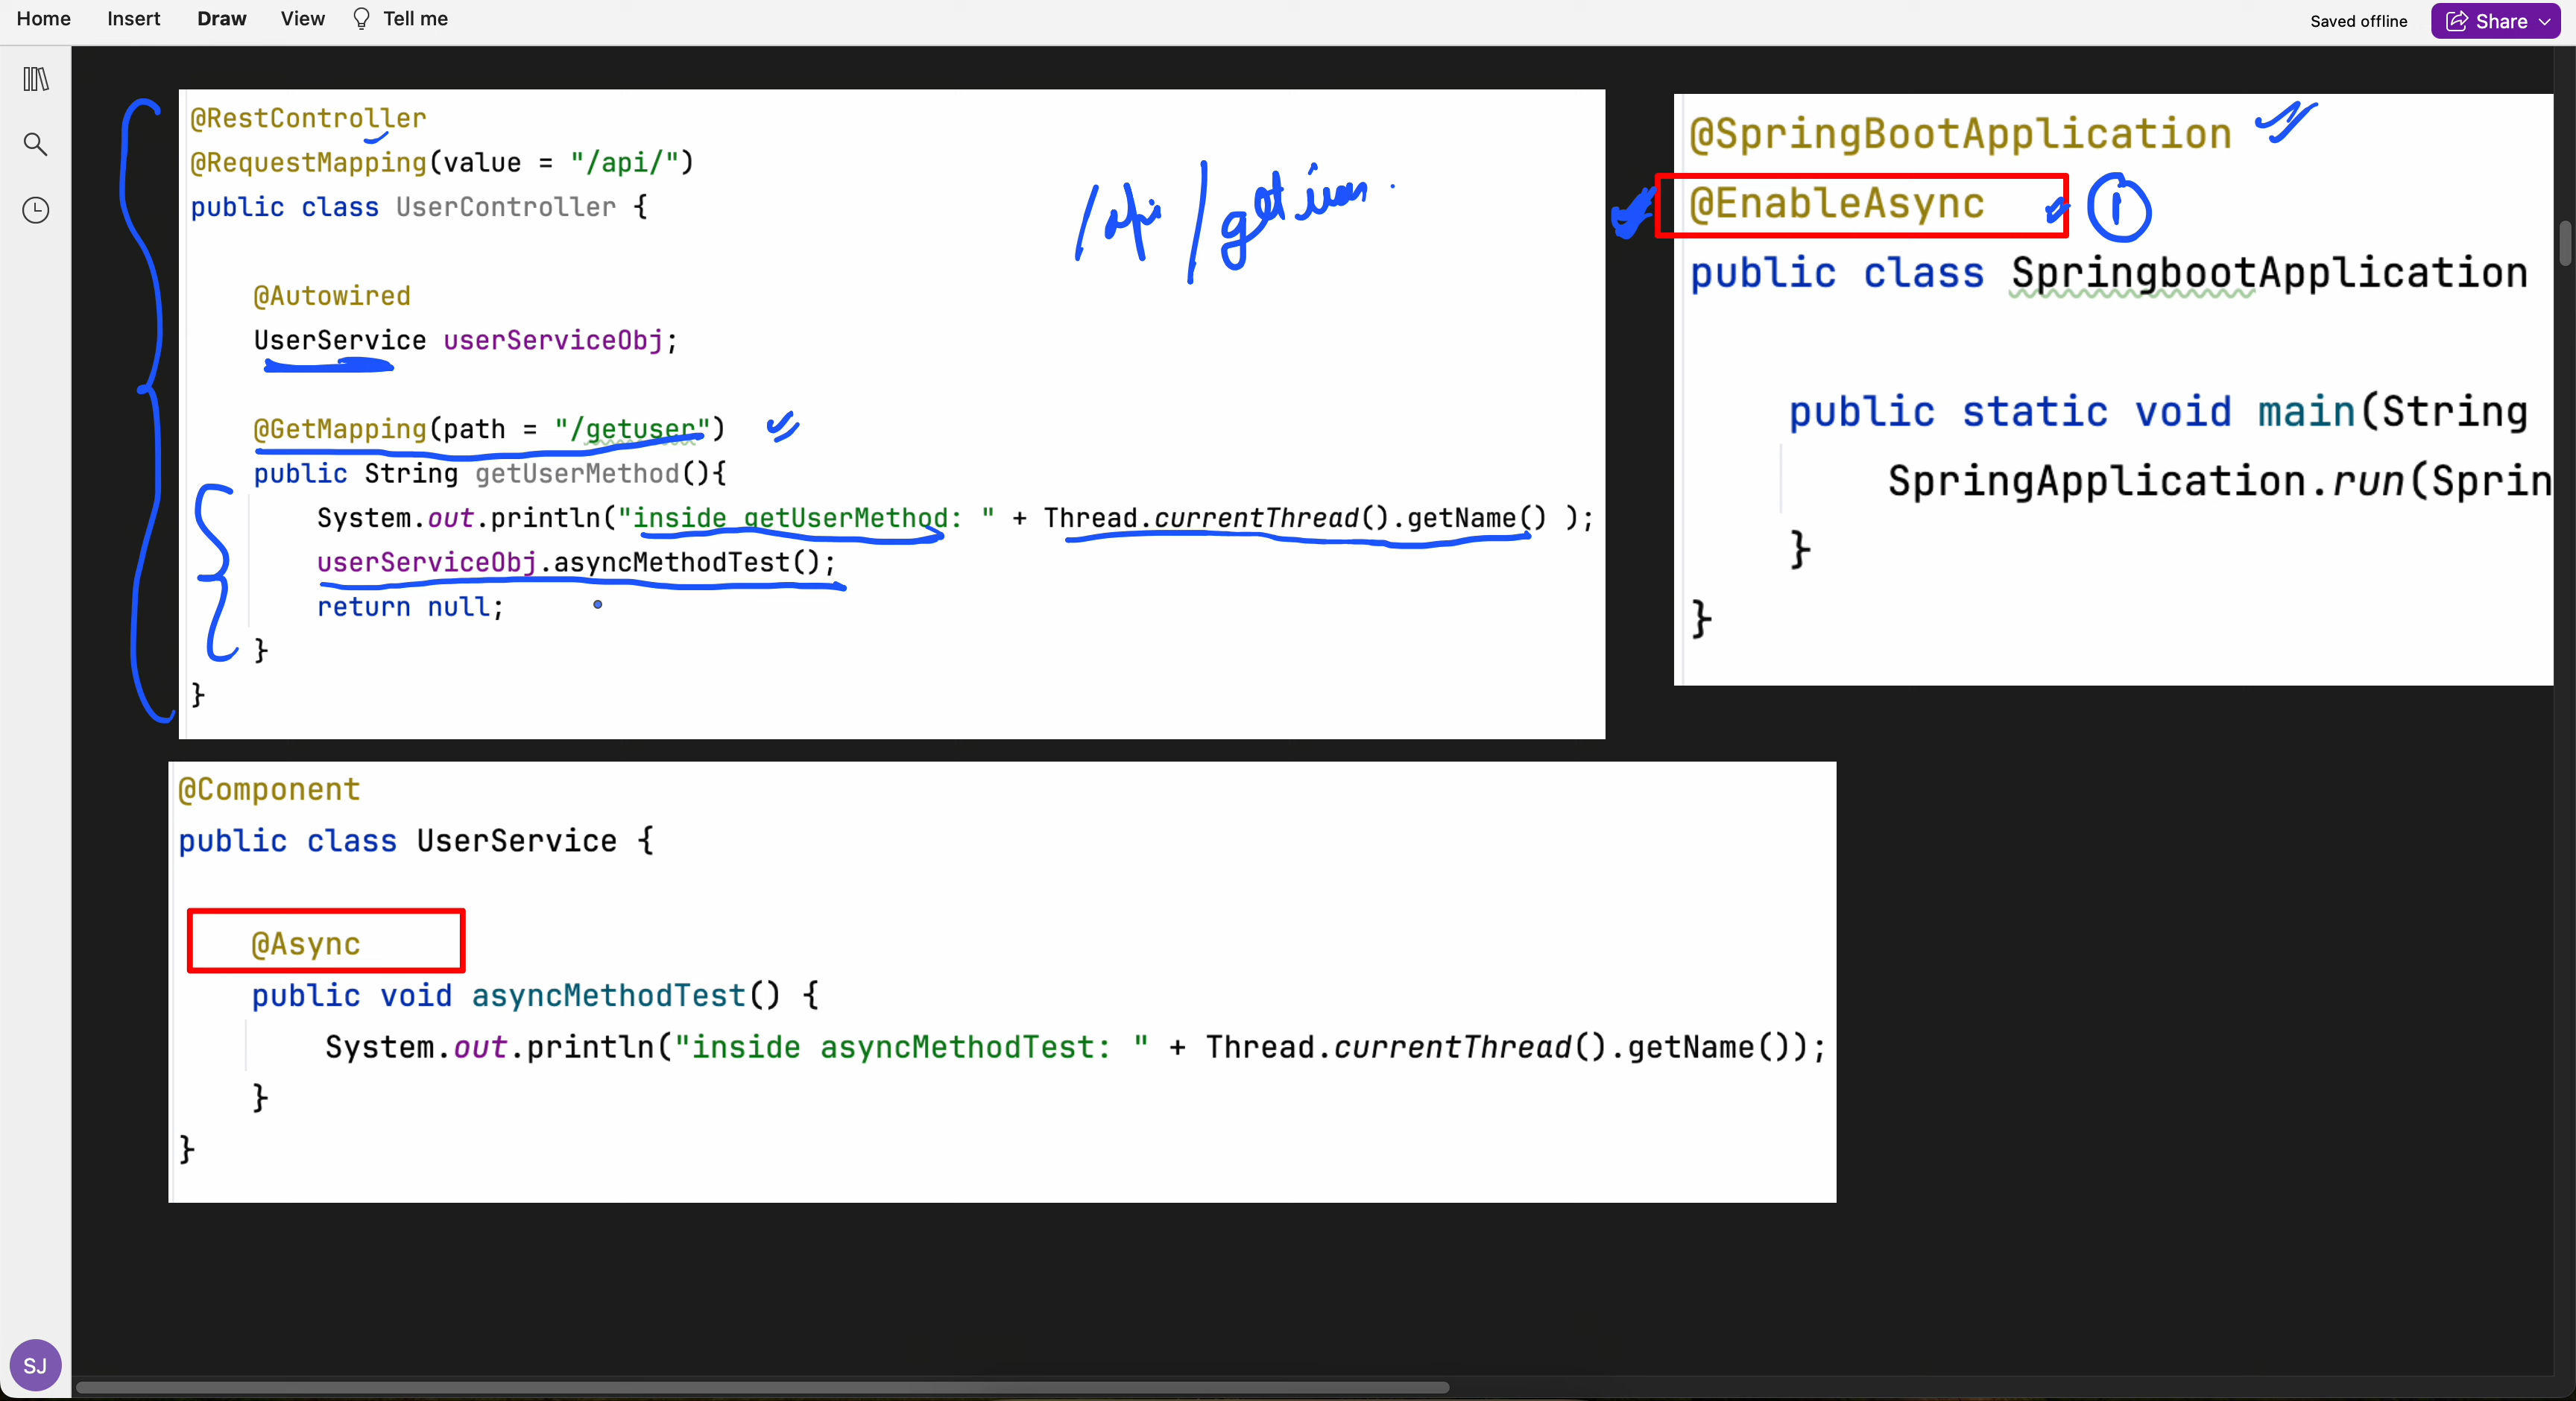 Home Insert Draw View Tell me
Saved offline Share
@RestController
@RequestMapping(value = "/api/")
public class UserController {
@Autowired
UserService userServiceObj;
@GetMapping(path = "/getuser")
public String getUserMethod(){
System.out.println("inside getUserMethod: " + Thread.currentThread().getName() );
userServiceObj.asyncMethodTest();
return null;
}
}
/api/get
@SpringBootApplication
@EnableAsync
1
public class SpringbootApplication
public static void main(String
SpringApplication.run(Sprin
}
}
@Component
public class UserService {
@Async
public void asyncMethodTest() {
System.out.println("inside asyncMethodTest: " + Thread.currentThread().getName());
}
}
SJ